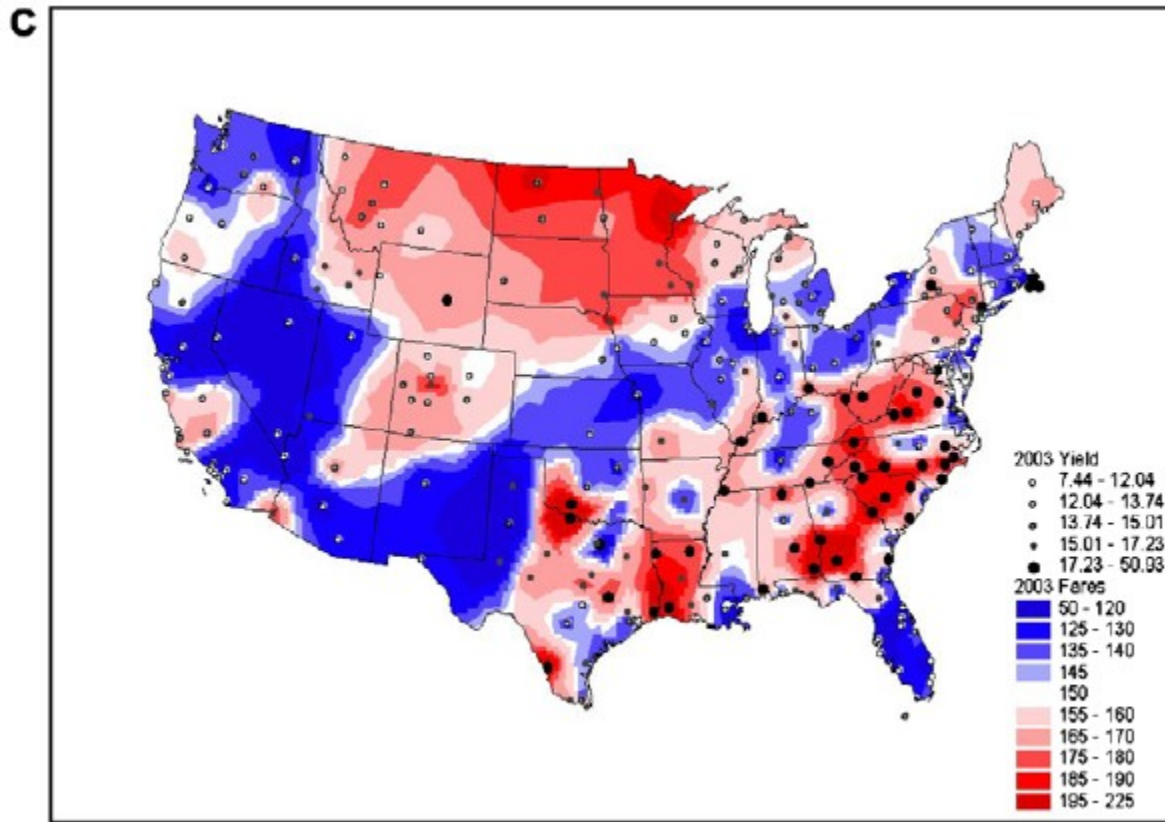 C
2003 Yield
7.44 - 12.04
12.04 - 13.74
13.74 - 15.01
15.01 - 17.23
17.23 - 50.93
2003 Fares
50 - 120
125 - 130
135 - 140
145
150
155 - 160
165 - 170
175 - 180
185 - 190
195 - 225